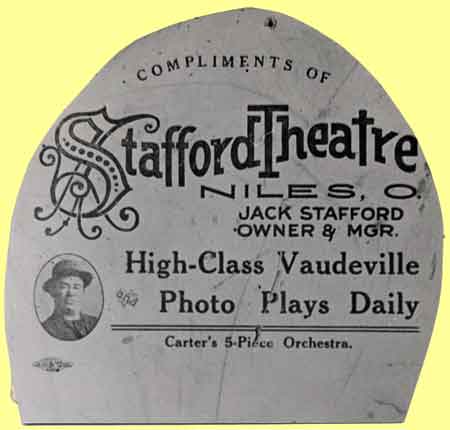 COMPLIMENTS OF
Stafford Theatre
NILES, O.
JACK STAFFORD
OWNER & MGR.
High-Class Vaudeville
and Photo Plays Daily
Carter's 5-Piece Orchestra.